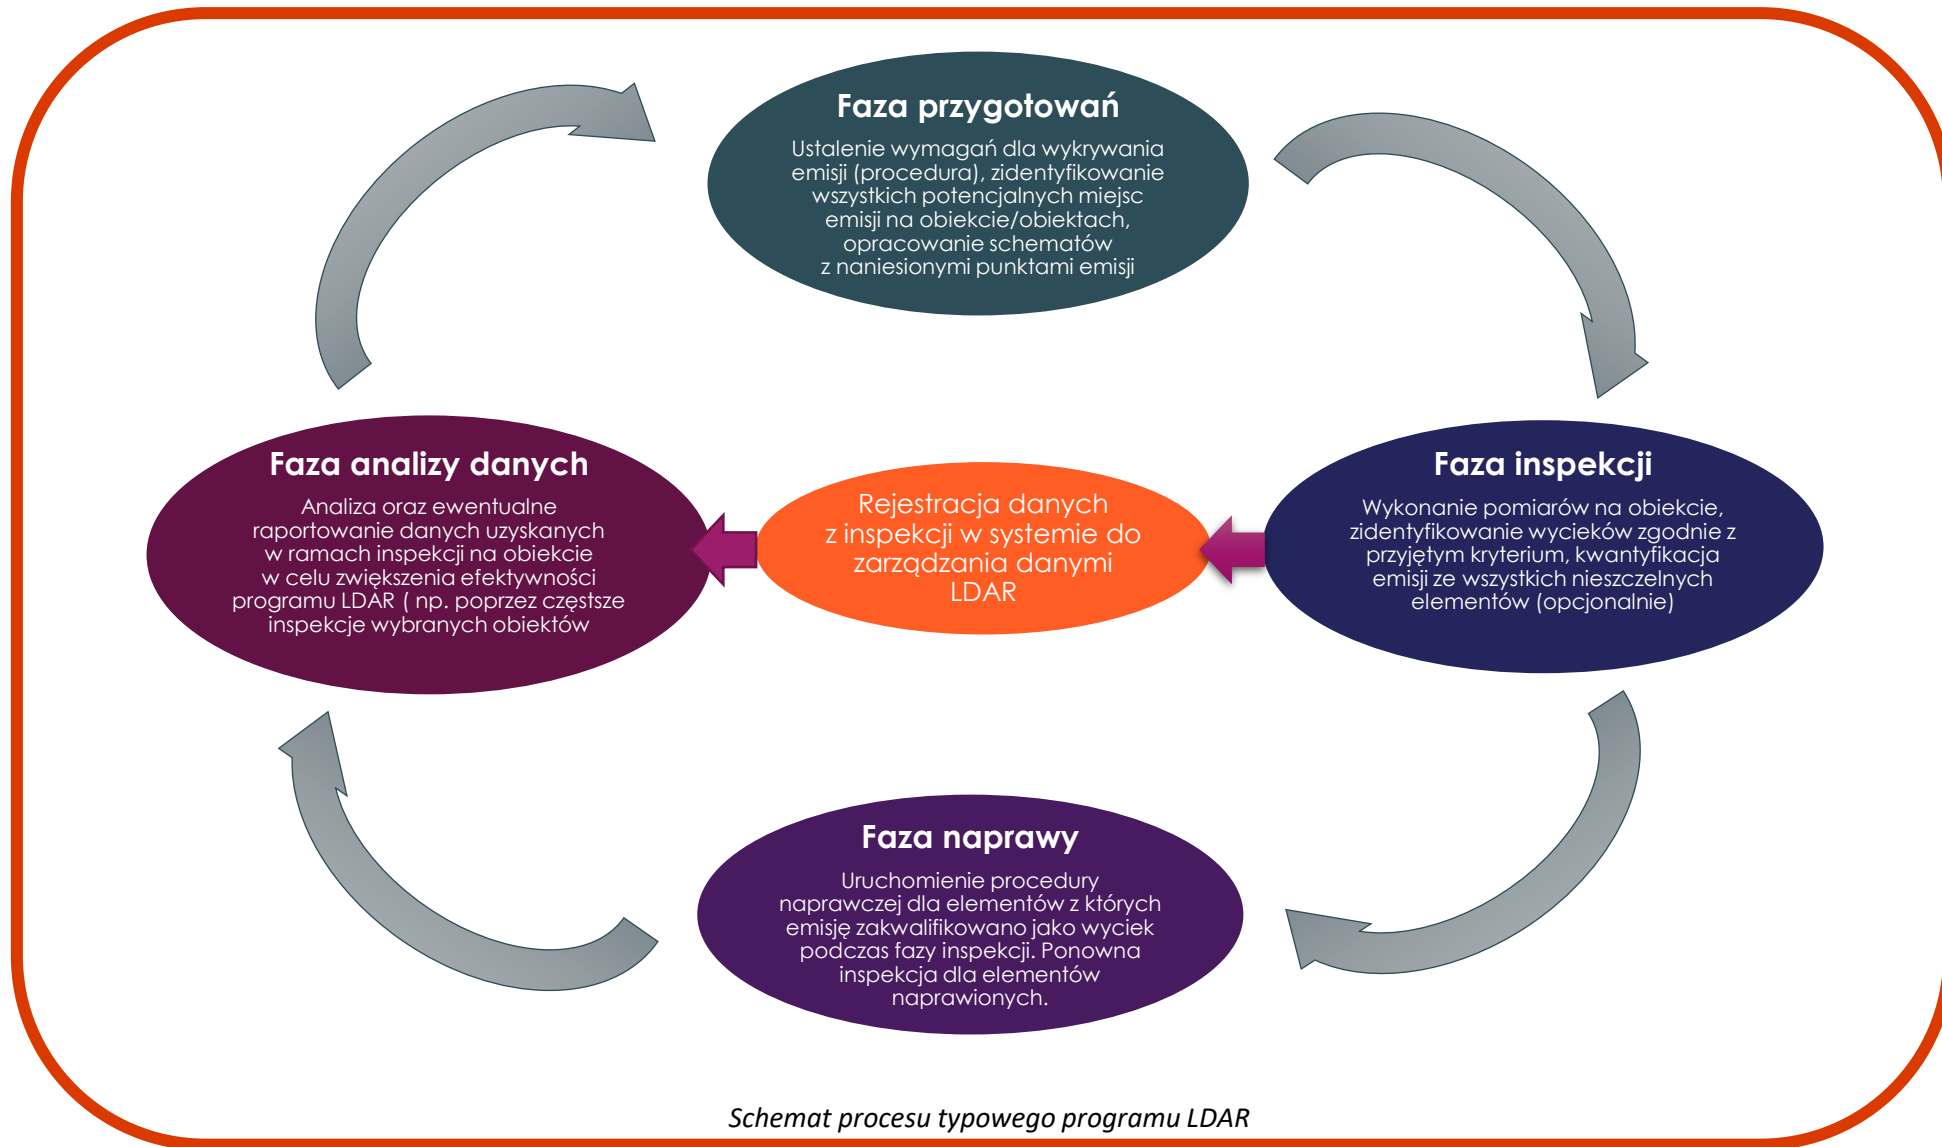 Faza przygotowań
Ustalenie wymagań dla wykrywania
emisji (procedura), zidentyfikowanie
wszystkich potencjalnych miejsc
emisji na obiekcie/obiektach,
opracowanie schematów
z naniesionymi punktami emisji
Faza analizy danych
Analiza oraz ewentualne
raportowanie danych uzyskanych
w ramach inspekcji na obiekcie
w celu zwiększenia efektywności
programu LDAR ( np. poprzez częstsze
inspekcje wybranych obiektów
Rejestracja danych
z inspekcji w systemie do
zarządzania danymi
LDAR
Faza inspekcji
Wykonanie pomiarów na obiekcie,
zidentyfikowanie wycieków zgodnie z
przyjętym kryterium, kwantyfikacja
emisji ze wszystkich nieszczelnych
elementów (opcjonalnie)
Faza naprawy
Uruchomienie procedury
naprawczej dla elementów z których
emisję zakwalifikowano jako wyciek
podczas fazy inspekcji. Ponowna
inspekcja dla elementów
naprawionych.
Schemat procesu typowego programu LDAR